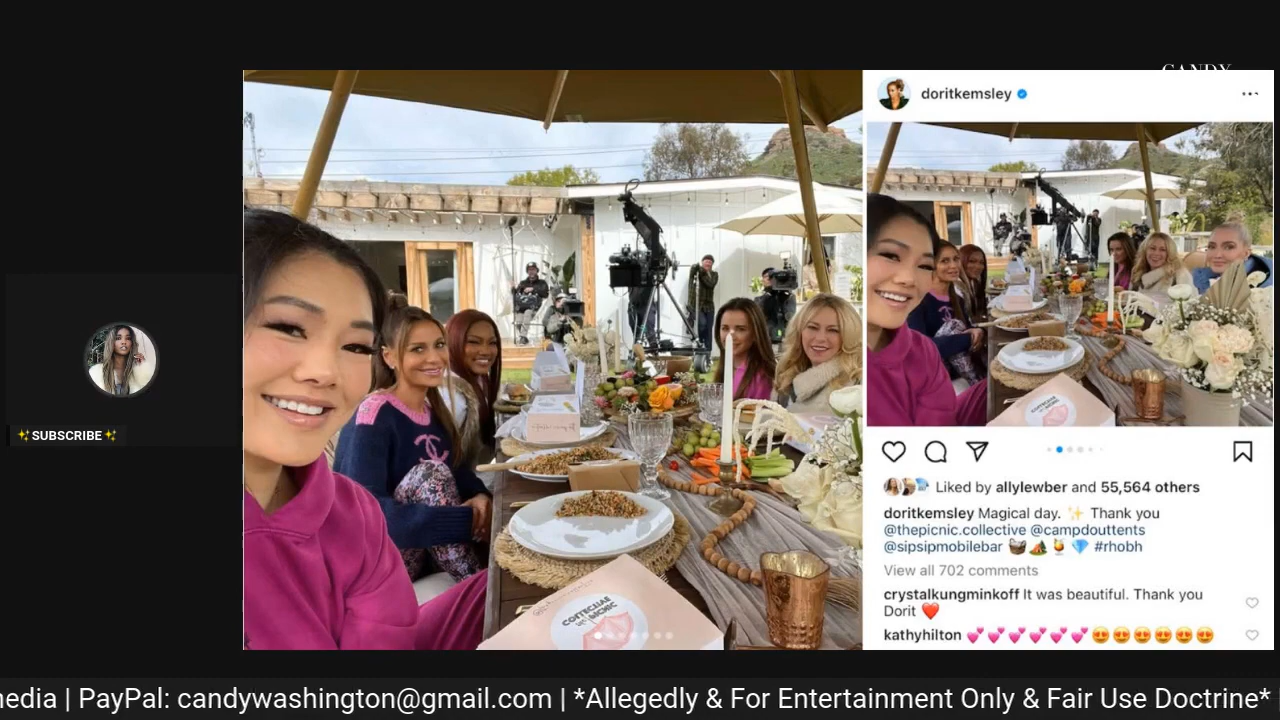 CANDY
doritkemsley
Liked by allylewber and 55,564 others
doritkemsley Magical day. ✨ Thank you
@thepicnic.collective @campdouttents
@sipsipmobilebar 🧺🏕️🍹💎 #rhobh
View all 702 comments
crystalkungminkoff It was beautiful. Thank you
Dorit ❤️
kathyhilton 💕💕💕💕💕💕😍😍😍😍😍😍
✨SUBSCRIBE✨
nedia | PayPal: candywashington@gmail.com | *Allegedly & For Entertainment Only & Fair Use Doctrine*